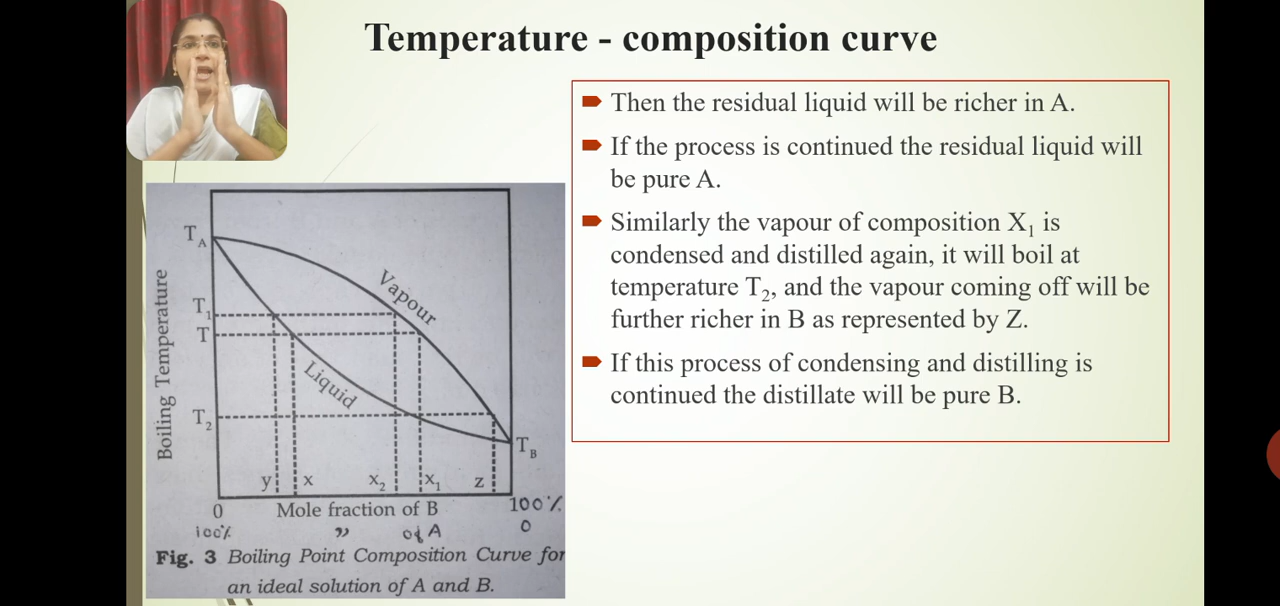 Temperature - composition curve
Then the residual liquid will be richer in A.
If the process is continued the residual liquid will
be pure A.
Similarly the vapour of composition X₁ is
condensed and distilled again, it will boil at
temperature T₂, and the vapour coming off will be
further richer in B as represented by Z.
If this process of condensing and distilling is
continued the distillate will be pure B.
Boiling Temperature
T_A
T₁
T
T₂
Vapour
Liquid
T_B
y x x₂ x₁ z
0 Mole fraction of B 100%
100% " of A 0
Fig. 3 Boiling Point Composition Curve for
an ideal solution of A and B.